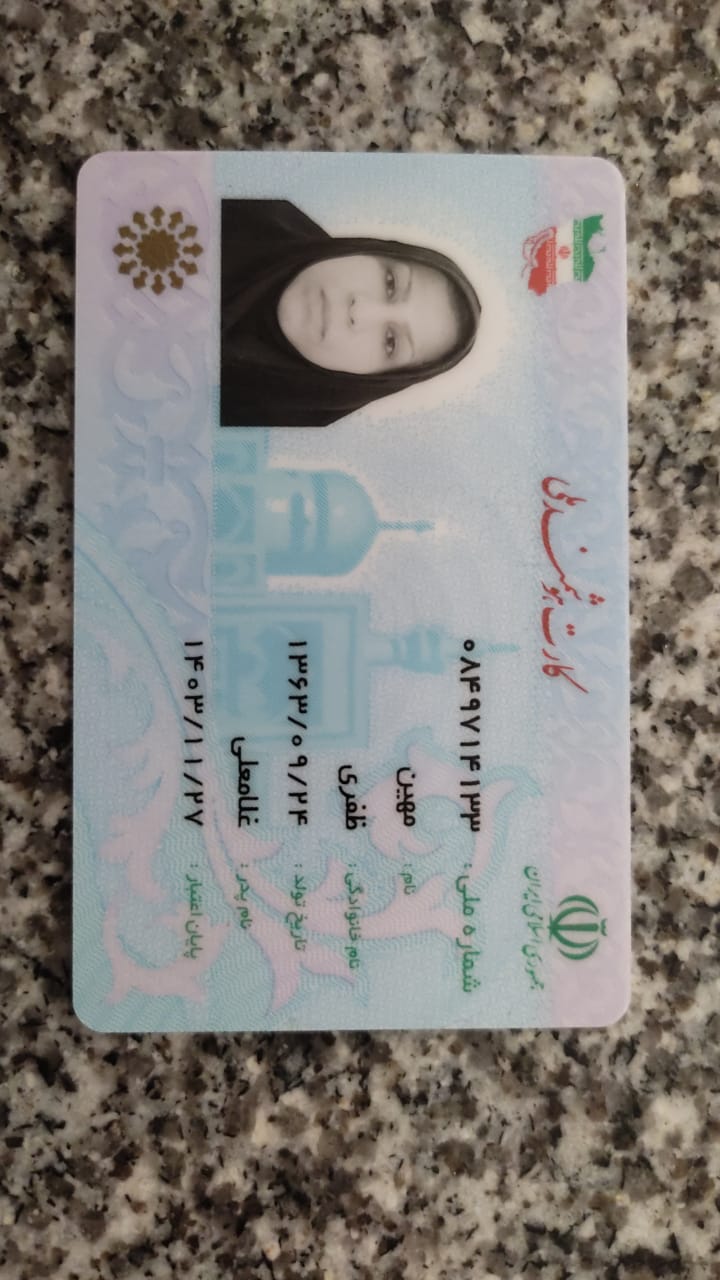 جمهوری اسلامی ایران
کارت هوشمند ملی
شماره ملی : ۰۸۴۹۷۱۴۱۳۳
نام : مهین
نام خانوادگی : ظفری
تاریخ تولد : ۱۳۶۳/۰۹/۲۴
نام پدر : غلامعلی
پایان اعتبار : ۱۴۰۳/۱۱/۲۷